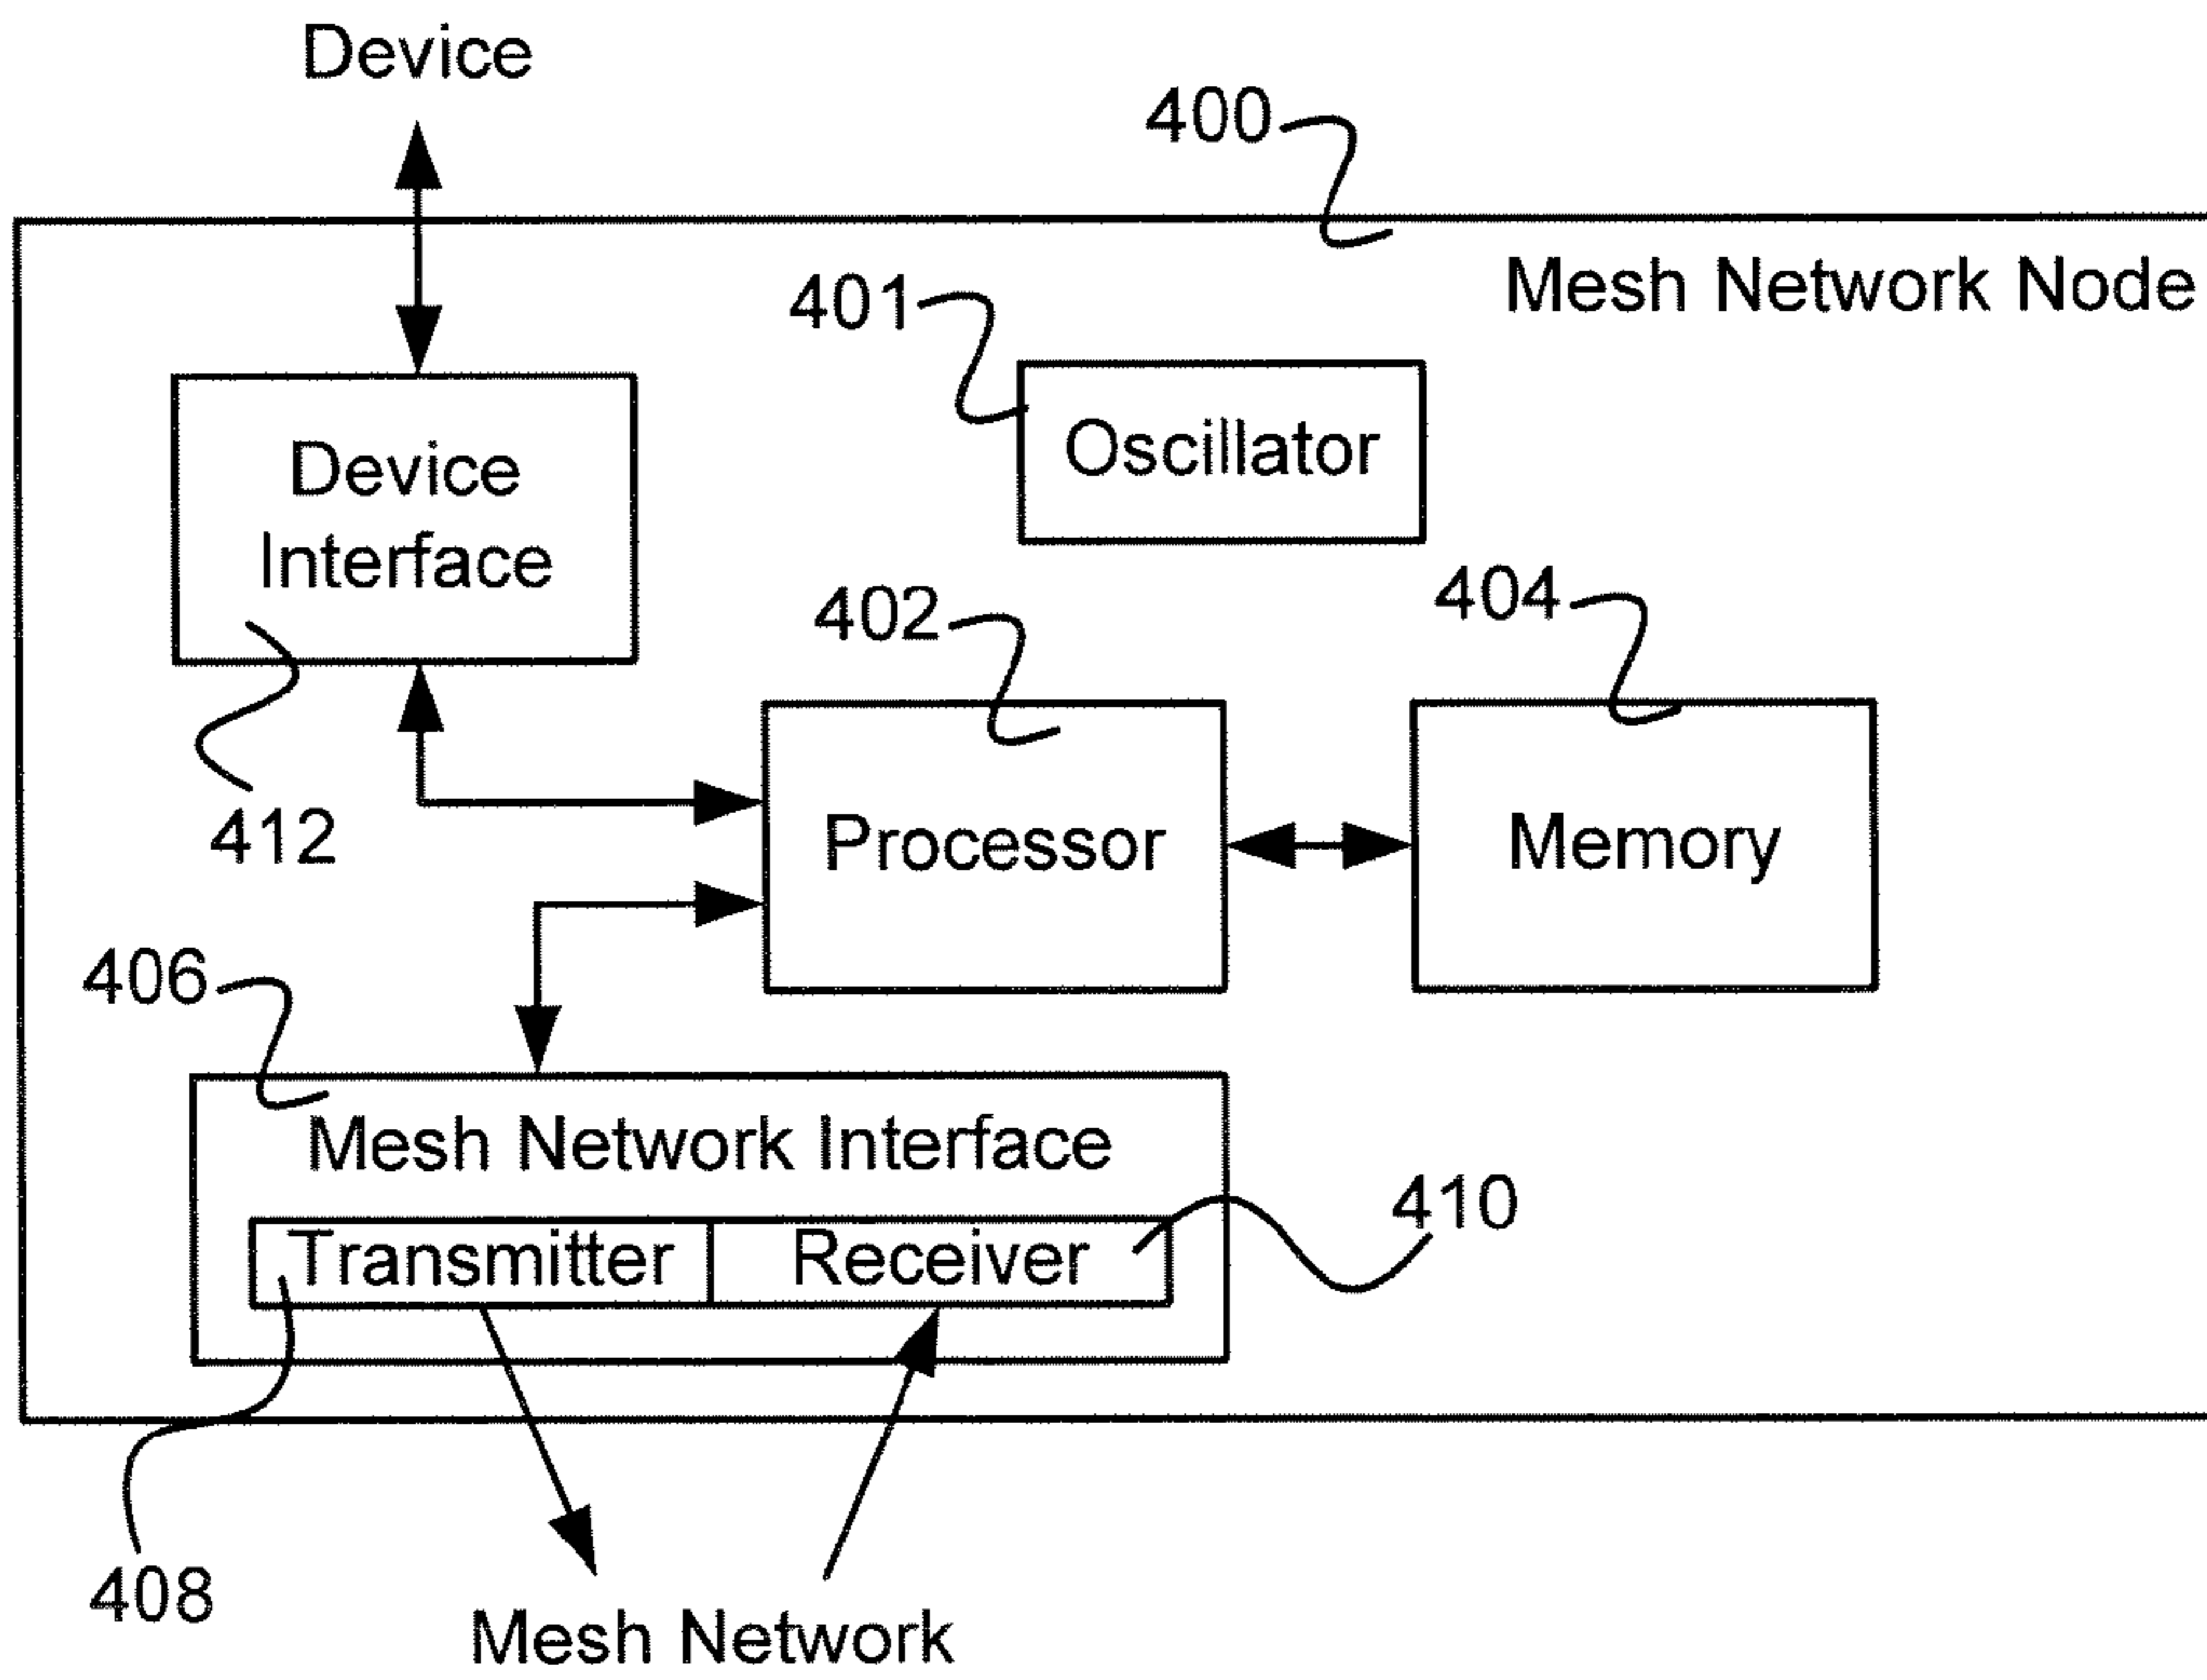 Device
400
Mesh Network Node
401
Oscillator
Device
Interface
402
404
412
Processor
Memory
406
Mesh Network Interface
410
Transmitter
Receiver
408
Mesh Network